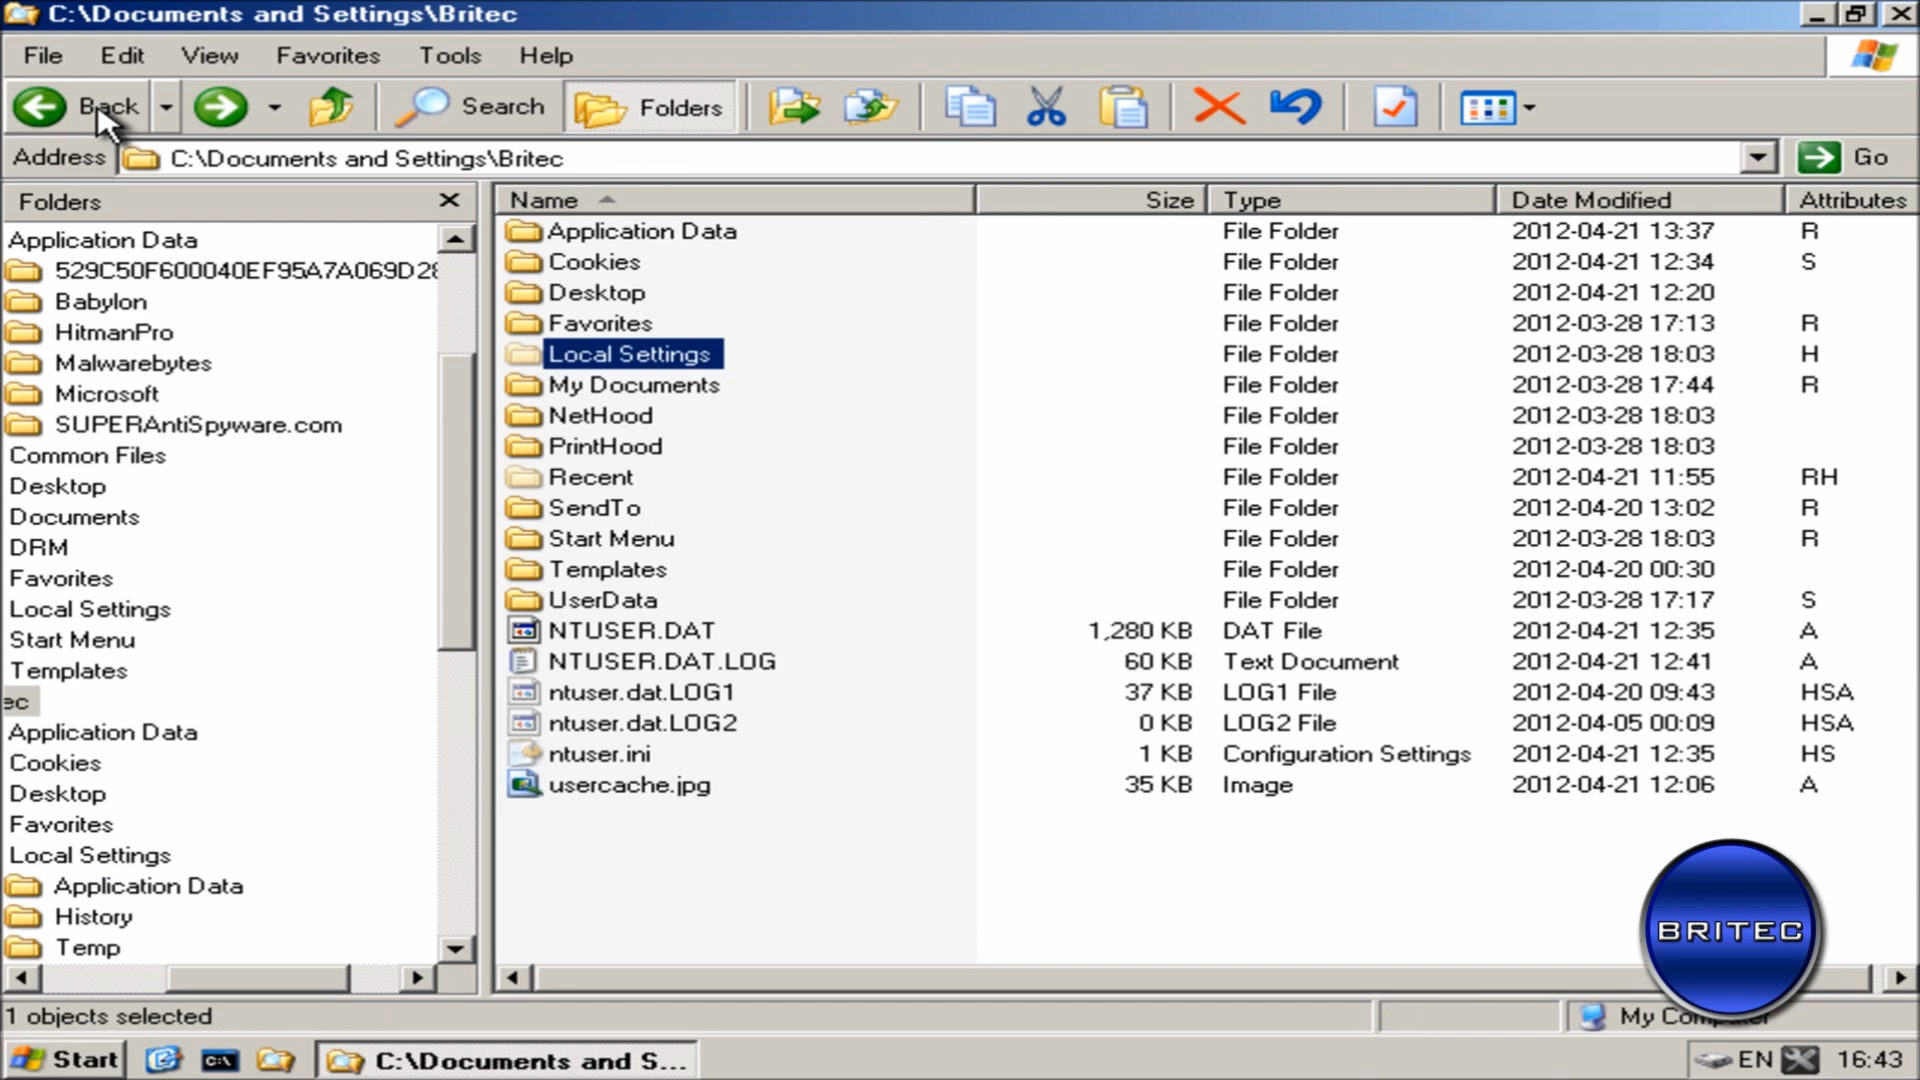 C:\Documents and Settings\Britec
File Edit View Favorites Tools Help
Back Search Folders
Address C:\Documents and Settings\Britec Go
Folders
Application Data
529C50F600040EF95A7A069D28
Babylon
HitmanPro
Malwarebytes
Microsoft
SUPERAntiSpyware.com
Common Files
Desktop
Documents
DRM
Favorites
Local Settings
Start Menu
Templates
ec
Application Data
Cookies
Desktop
Favorites
Local Settings
Application Data
History
Temp
Name Size Type Date Modified Attributes
Application Data File Folder 2012-04-21 13:37 R
Cookies File Folder 2012-04-21 12:34 S
Desktop File Folder 2012-04-21 12:20
Favorites File Folder 2012-03-28 17:13 R
Local Settings File Folder 2012-03-28 18:03 H
My Documents File Folder 2012-03-28 17:44 R
NetHood File Folder 2012-03-28 18:03
PrintHood File Folder 2012-03-28 18:03
Recent File Folder 2012-04-21 11:55 RH
SendTo File Folder 2012-04-20 13:02 R
Start Menu File Folder 2012-03-28 18:03 R
Templates File Folder 2012-04-20 00:30
UserData File Folder 2012-03-28 17:17 S
NTUSER.DAT 1,280 KB DAT File 2012-04-21 12:35 A
NTUSER.DAT.LOG 60 KB Text Document 2012-04-21 12:41 A
ntuser.dat.LOG1 37 KB LOG1 File 2012-04-20 09:43 HSA
ntuser.dat.LOG2 0 KB LOG2 File 2012-04-05 00:09 HSA
ntuser.ini 1 KB Configuration Settings 2012-04-21 12:35 HS
usercache.jpg 35 KB Image 2012-04-21 12:06 A
BRITEC
1 objects selected My Computer
Start C:\Documents and S... EN 16:43